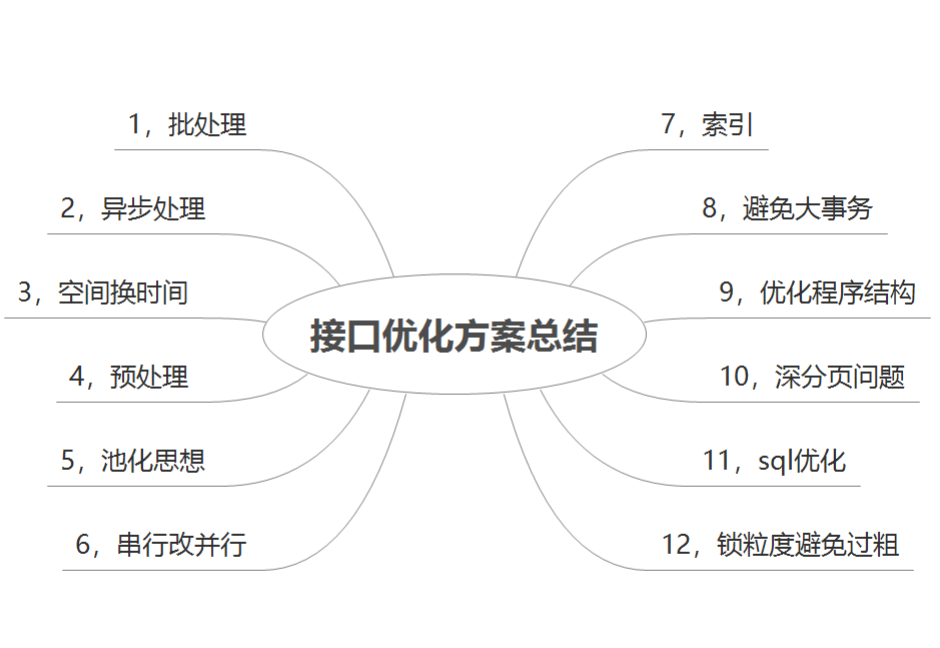 接口优化方案总结
1，批处理
2，异步处理
3，空间换时间
4，预处理
5，池化思想
6，串行改并行
7，索引
8，避免大事务
9，优化程序结构
10，深分页问题
11，sql优化
12，锁粒度避免过粗